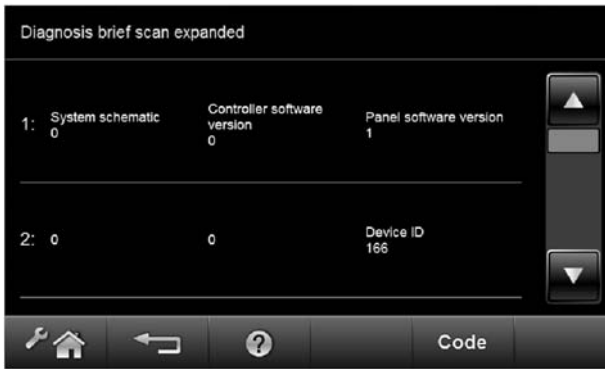 Diagnosis brief scan expanded
1: System schematic Controller software Panel software version
0 version 1
0
2: 0 0 Device ID
166
?
Code